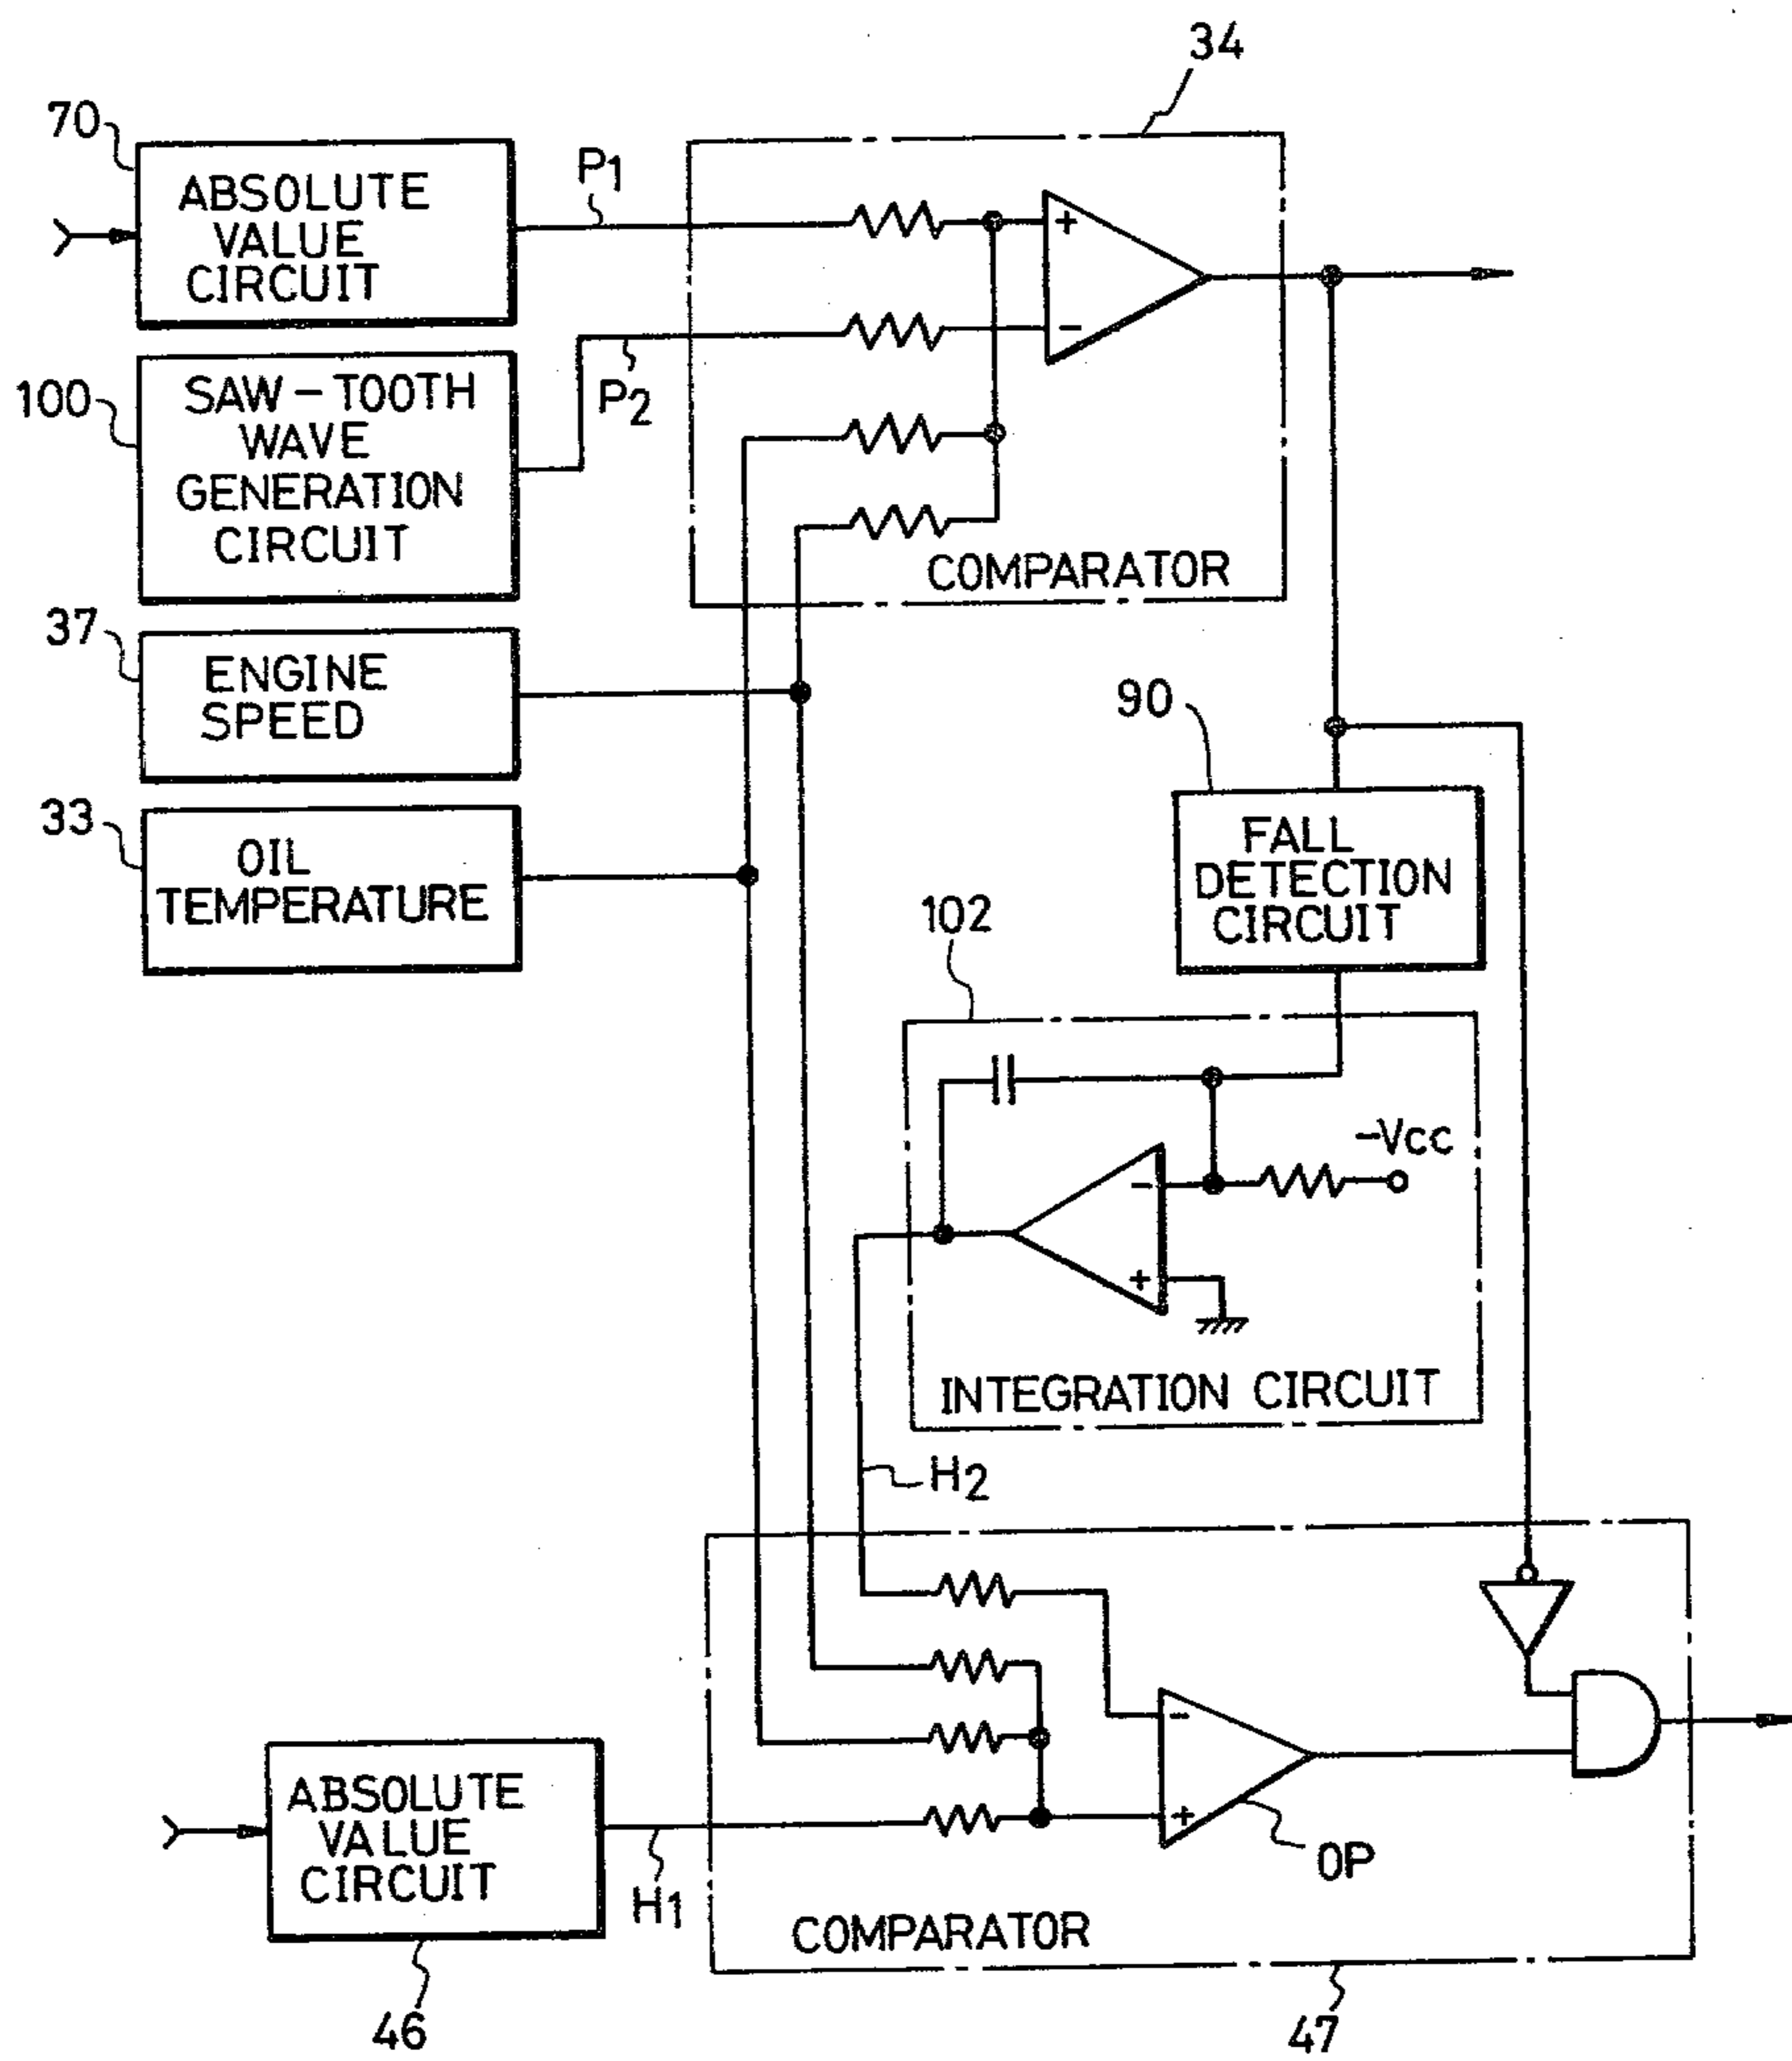 34
70
ABSOLUTE
VALUE
CIRCUIT
P1
+
−
P2
100
SAW-TOOTH
WAVE
GENERATION
CIRCUIT
COMPARATOR
37
ENGINE
SPEED
90
33
OIL
TEMPERATURE
FALL
DETECTION
CIRCUIT
102
-Vcc
−
+
INTEGRATION CIRCUIT
H2
−
+
OP
ABSOLUTE
VALUE
CIRCUIT
H1
COMPARATOR
46
47